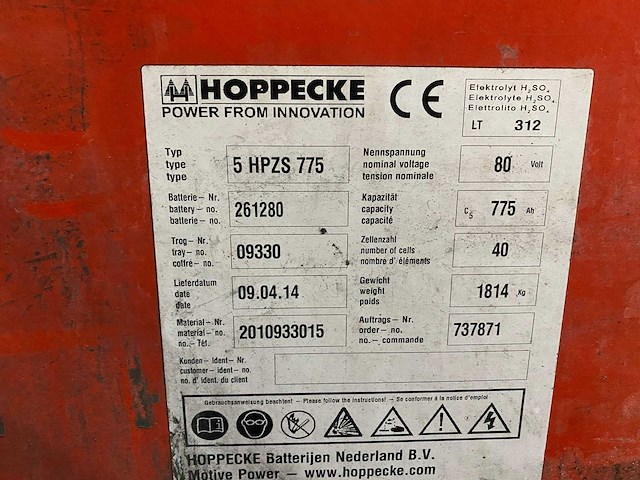 HOPPECKE
POWER FROM INNOVATION
CE
Elektrolyt H₂SO₄
Elektrolyte H₂SO₄
Elettrolito H₂SO₄
LT 312
Typ
type
type
5 HPZS 775
Nennspannung
nominal voltage
tension nominale
80 Volt
Batterie– Nr.
battery– no.
batterie– no.
261280
Kapazität
capacity
capacité
C₅ 775 Ah
Trog– Nr.
tray– no.
coffre– no.
09330
Zellenzahl
number of cells
nombre d' éléments
40
Lieferdatum
date
date
09.04.14
Gewicht
weight
poids
1814 Kg
Material– Nr.
material– no.
no.– Téf.
2010933015
Auftrags– Nr.
order– no.
no.– commande
737871
Kunden– Ident– Nr.
customer– ident– no.
no. d' ident. du client
Gebrauchsanweisung beachten! – Please follow the instructions! – Se conformer à la notice d'emploi
HOPPECKE Batterijen Nederland B.V.
Motive Power – www.hoppecke.com